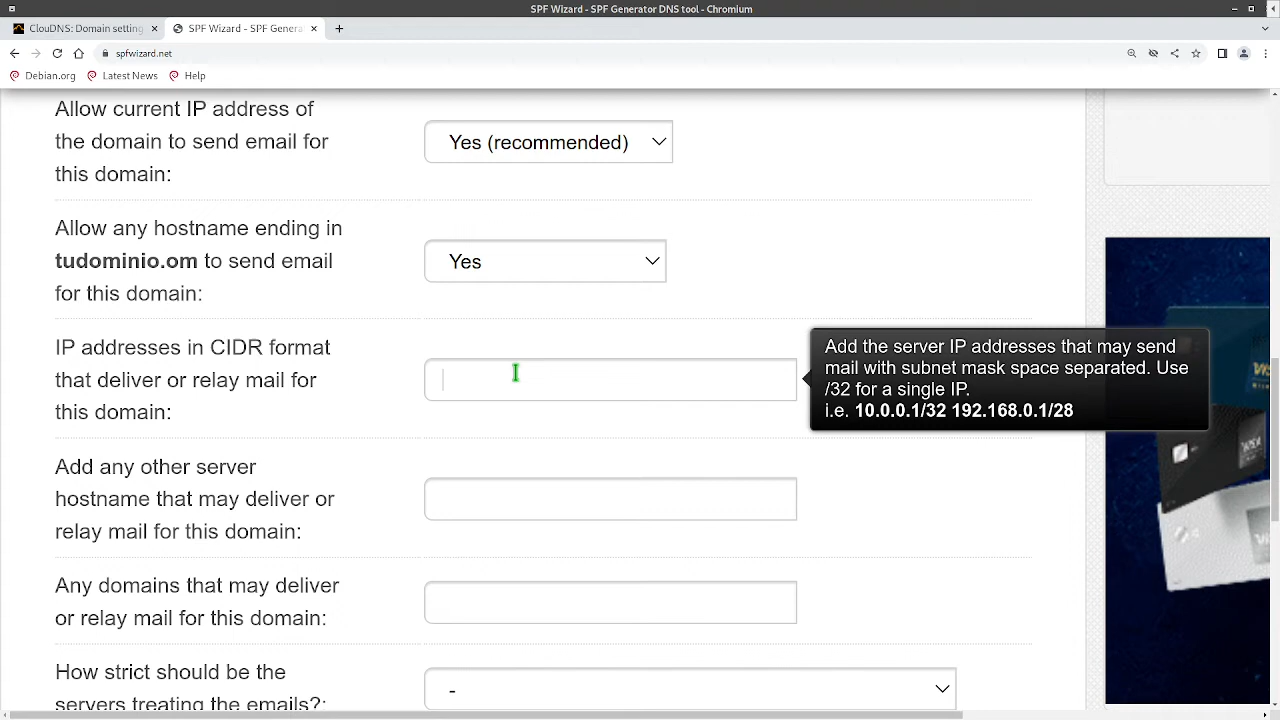 SPF Wizard - SPF Generator DNS tool - Chromium
ClouDNS: Domain setting
SPF Wizard - SPF Genera
spfwizard.net
Debian.org
Latest News
Help
Allow current IP address of
the domain to send email for
this domain:
Yes (recommended)
Allow any hostname ending in
tudominio.om to send email
for this domain:
Yes
IP addresses in CIDR format
that deliver or relay mail for
this domain:
Add the server IP addresses that may send
mail with subnet mask space separated. Use
/32 for a single IP.
i.e. 10.0.0.1/32 192.168.0.1/28
Add any other server
hostname that may deliver or
relay mail for this domain:
Any domains that may deliver
or relay mail for this domain:
How strict should be the
servers treating the emails?:
-